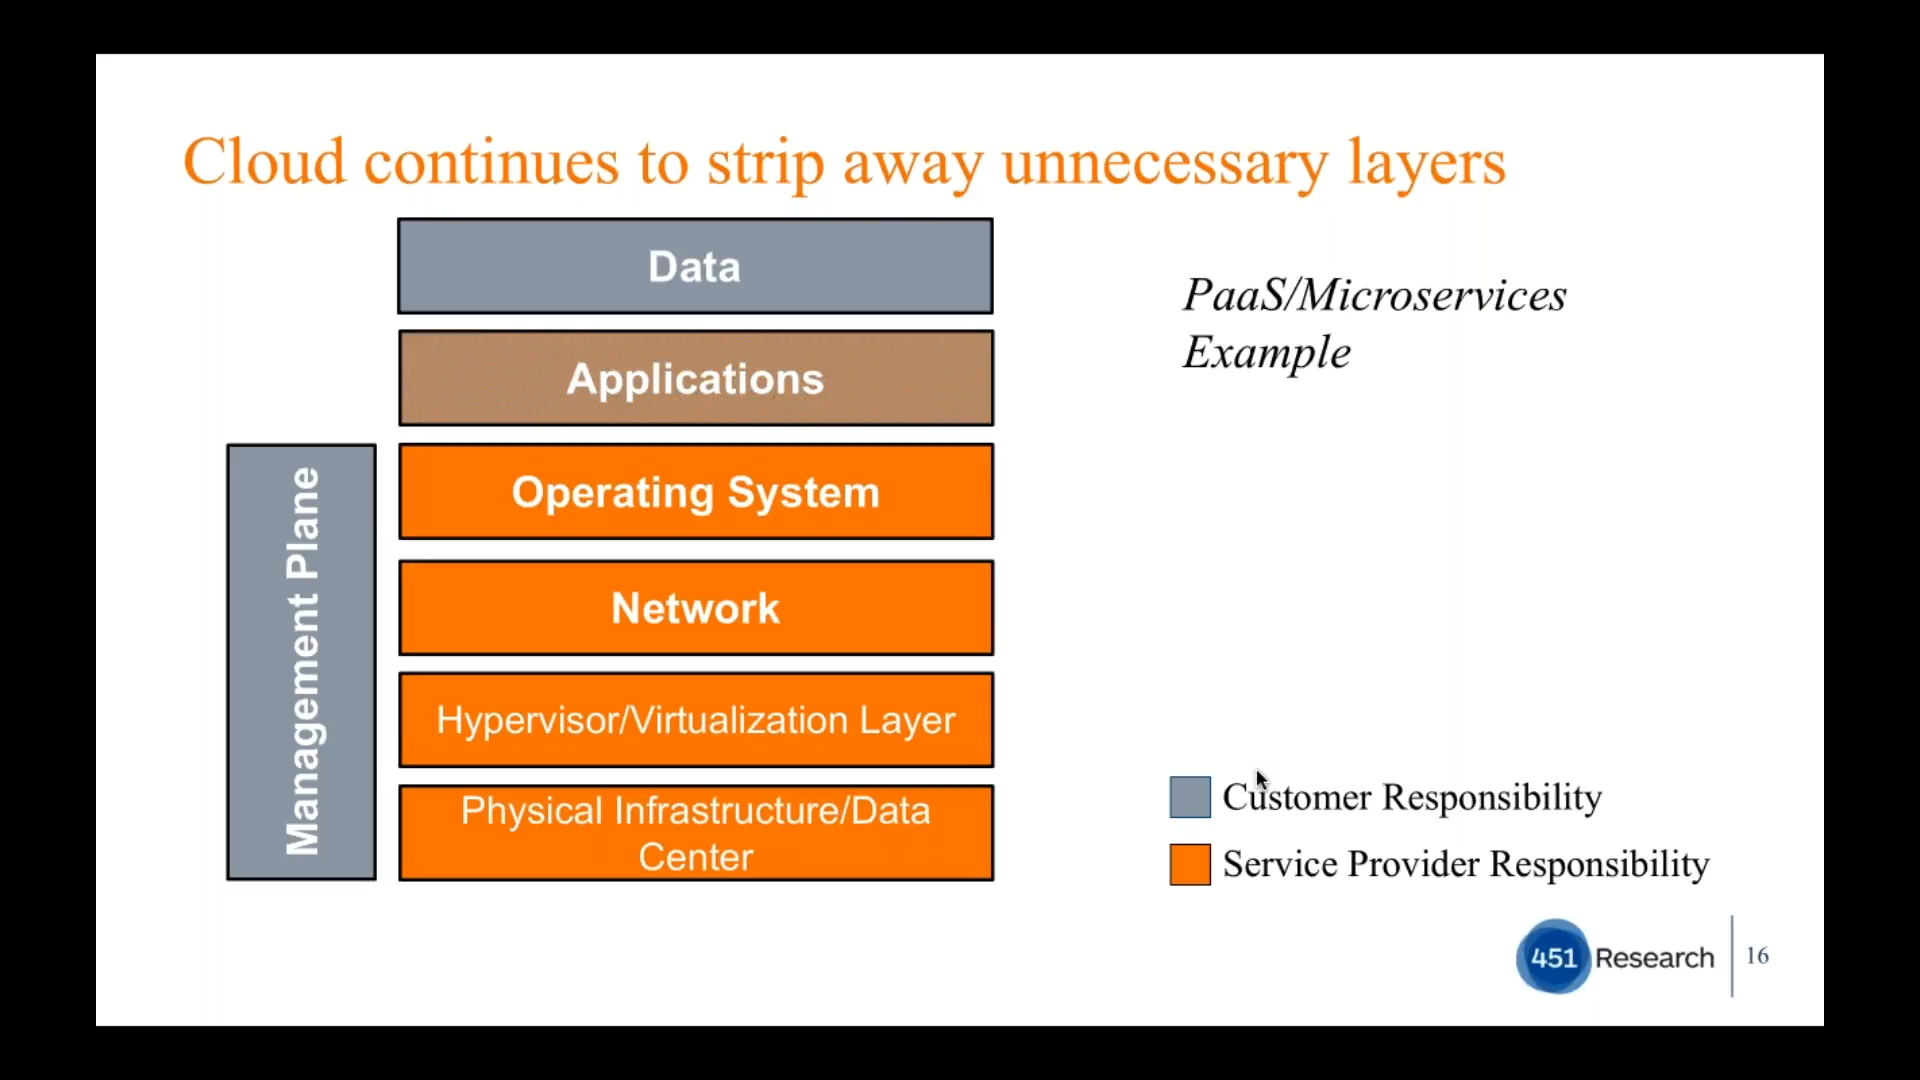 Cloud continues to strip away unnecessary layers
Data
Applications
Operating System
Network
Hypervisor/Virtualization Layer
Physical Infrastructure/Data
Center
Management Plane
PaaS/Microservices
Example
Customer Responsibility
Service Provider Responsibility
451 Research
16